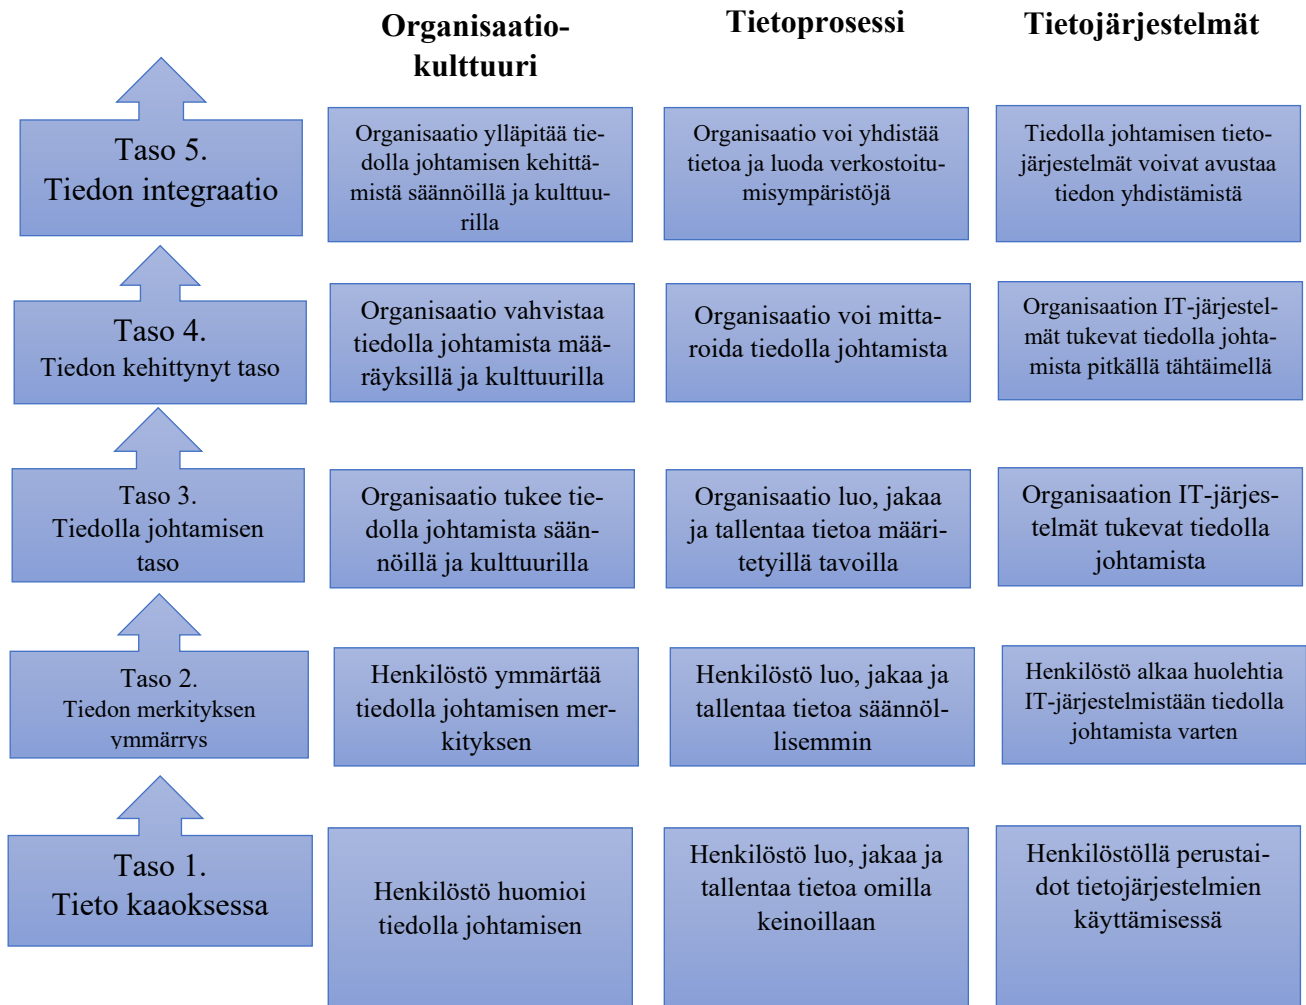 Organisaatio-
kulttuuri
Tietoprosessi
Tietojärjestelmät
Taso 5.
Tiedon integraatio
Organisaatio ylläpitää tie-
dolla johtamisen kehittä-
mistä säännöillä ja kulttuu-
rilla
Organisaatio voi yhdistää
tietoa ja luoda verkostoitu-
misympäristöjä
Tiedolla johtamisen tieto-
järjestelmät voivat avustaa
tiedon yhdistämistä
Taso 4.
Tiedon kehittynyt taso
Organisaatio vahvistaa
tiedolla johtamista mää-
räyksillä ja kulttuurilla
Organisaatio voi mitta-
roida tiedolla johtamista
Organisaation IT-järjestel-
mät tukevat tiedolla johta-
mista pitkällä tähtäimellä
Taso 3.
Tiedolla johtamisen
taso
Organisaatio tukee tie-
dolla johtamista sään-
nöillä ja kulttuurilla
Organisaatio luo, jakaa
ja tallentaa tietoa määri-
tetyillä tavoilla
Organisaation IT-järjes-
telmät tukevat tiedolla
johtamista
Taso 2.
Tiedon merkityksen
ymmärrys
Henkilöstö ymmärtää
tiedolla johtamisen mer-
kityksen
Henkilöstö luo, jakaa ja
tallentaa tietoa säännöl-
lisemmin
Henkilöstö alkaa huolehtia
IT-järjestelmistään tiedolla
johtamista varten
Taso 1.
Tieto kaaoksessa
Henkilöstö huomioi
tiedolla johtamisen
Henkilöstö luo, jakaa ja
tallentaa tietoa omilla
keinoillaan
Henkilöstöllä perustai-
dot tietojärjestelmien
käyttämisessä